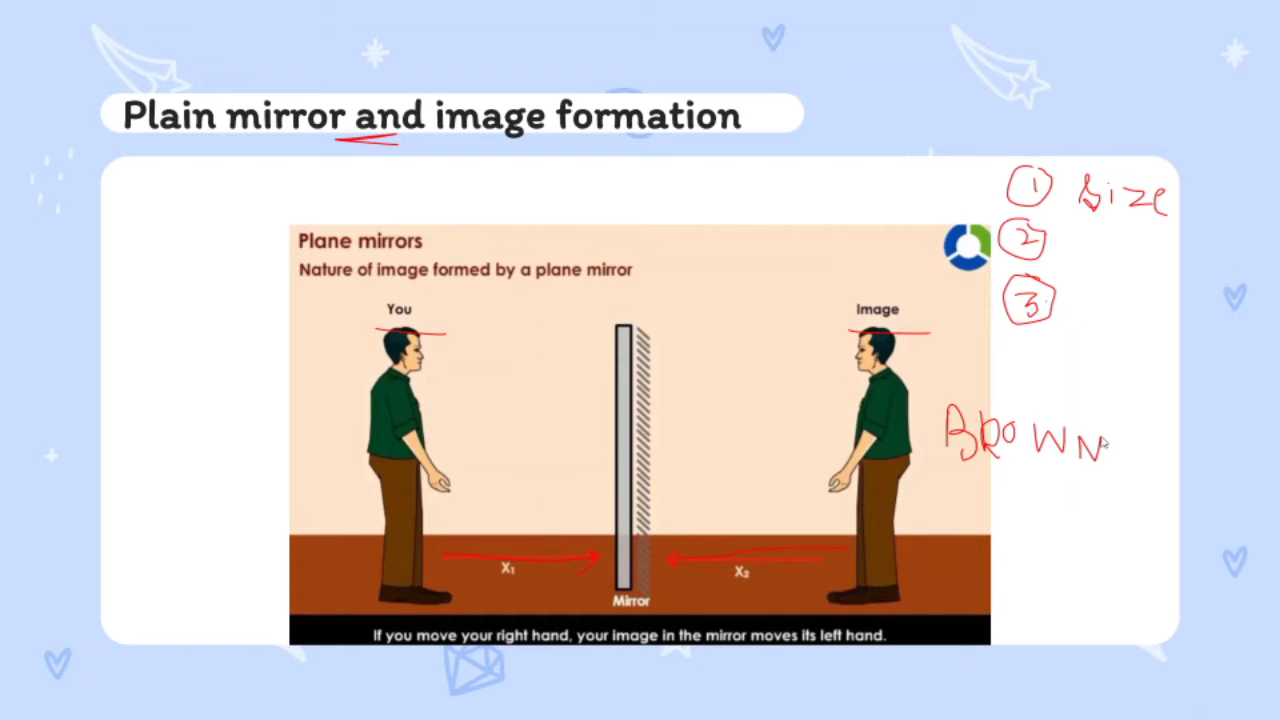 Plain mirror and image formation
① Size
②
③
Plane mirrors
Nature of image formed by a plane mirror
You
Image
BROWN
X₁
X₂
Mirror
If you move your right hand, your image in the mirror moves its left hand.